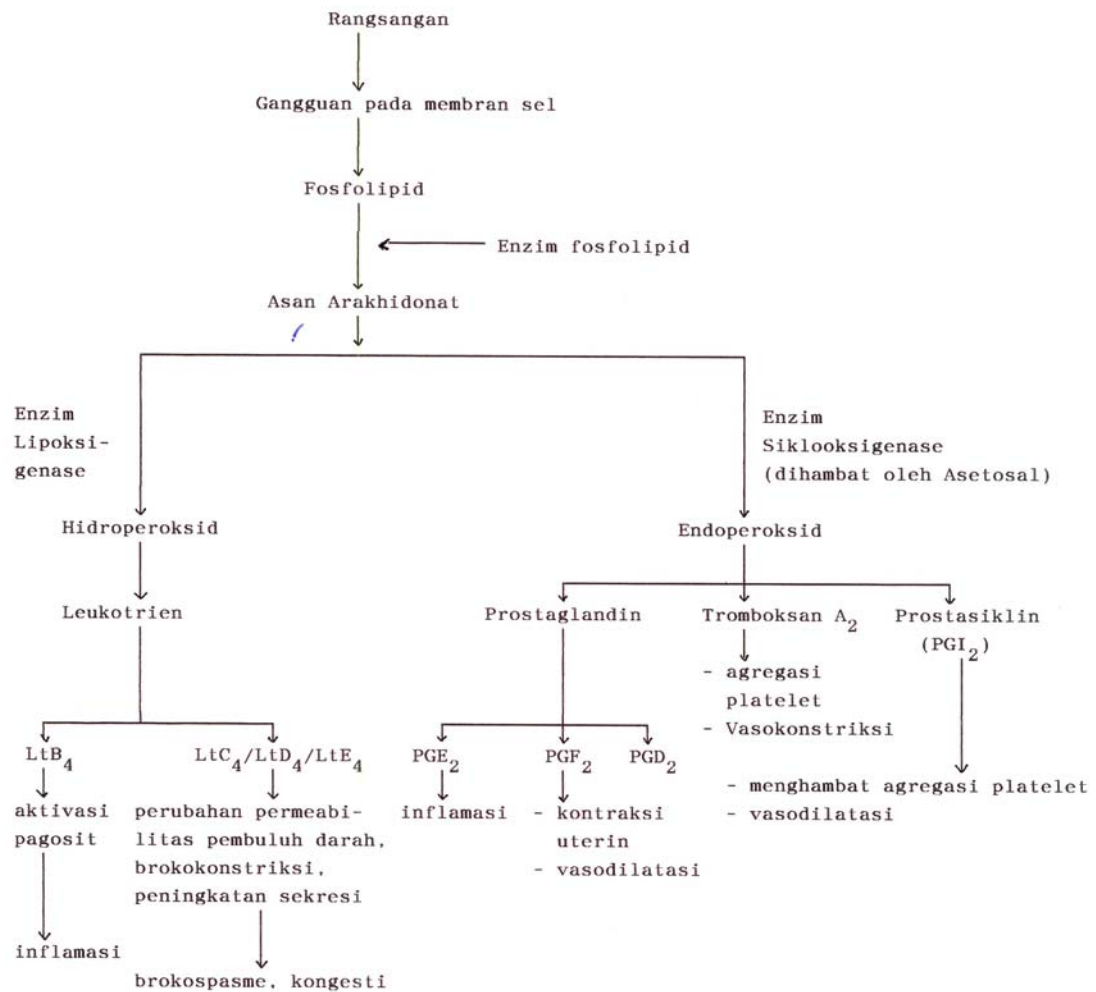 Rangsangan
Gangguan pada membran sel
Fosfolipid
Enzim fosfolipid
Asan Arakhidonat
Enzim
Lipoksi-
genase
Enzim
Siklooksigenase
(dihambat oleh Asetosal)
Hidroperoksid
Endoperoksid
Leukotrien
Prostaglandin
Tromboksan A₂
Prostasiklin
(PGI₂)
- agregasi
platelet
- Vasokonstriksi
LtB₄
LtC₄/LtD₄/LtE₄
PGE₂
PGF₂
PGD₂
- menghambat agregasi platelet
- vasodilatasi
aktivasi
pagosit
perubahan permeabi-
litas pembuluh darah,
brokokonstriksi,
peningkatan sekresi
inflamasi
- kontraksi
uterin
- vasodilatasi
inflamasi
brokospasme, kongesti